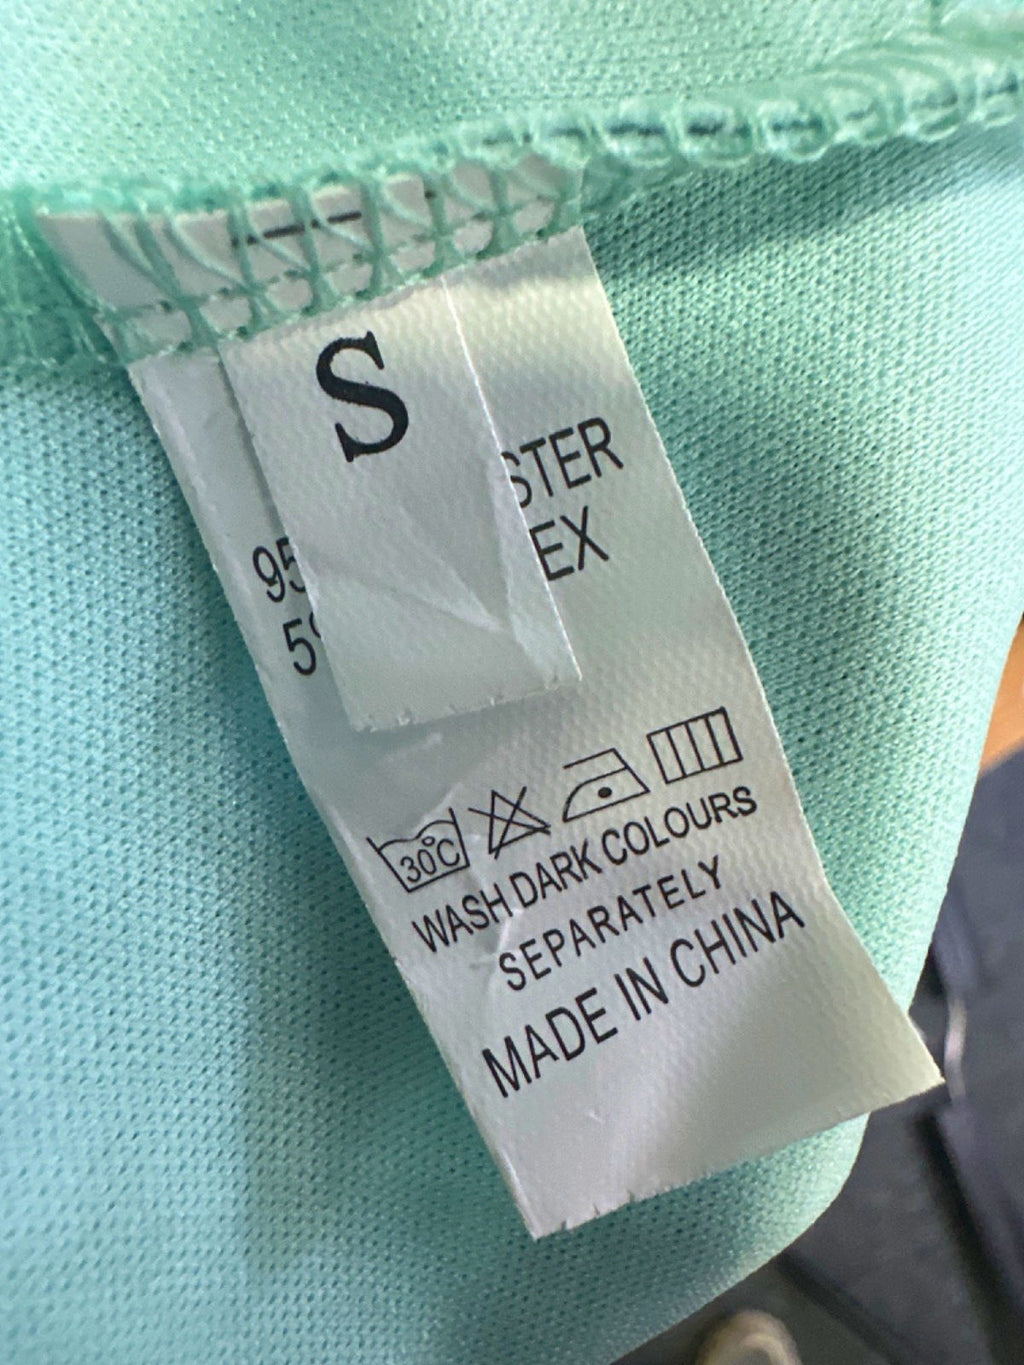 S
STER
95
EX
5%
30°C
WASH DARK COLOURS
SEPARATELY
MADE IN CHINA